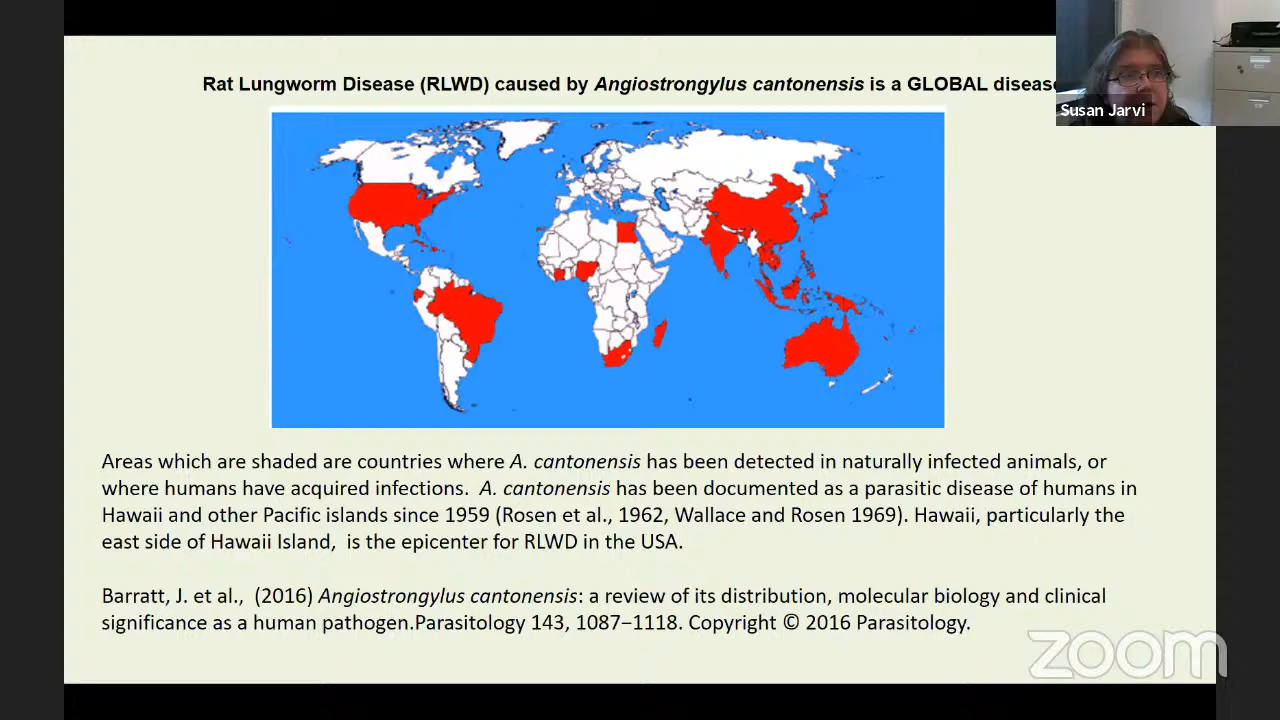 Rat Lungworm Disease (RLWD) caused by Angiostrongylus cantonensis is a GLOBAL disease
Susan Jarvi
Areas which are shaded are countries where A. cantonensis has been detected in naturally infected animals, or
where humans have acquired infections.  A. cantonensis has been documented as a parasitic disease of humans in
Hawaii and other Pacific islands since 1959 (Rosen et al., 1962, Wallace and Rosen 1969). Hawaii, particularly the
east side of Hawaii Island,  is the epicenter for RLWD in the USA.
Barratt, J. et al.,  (2016) Angiostrongylus cantonensis: a review of its distribution, molecular biology and clinical
significance as a human pathogen.Parasitology 143, 1087−1118. Copyright © 2016 Parasitology.
zoom